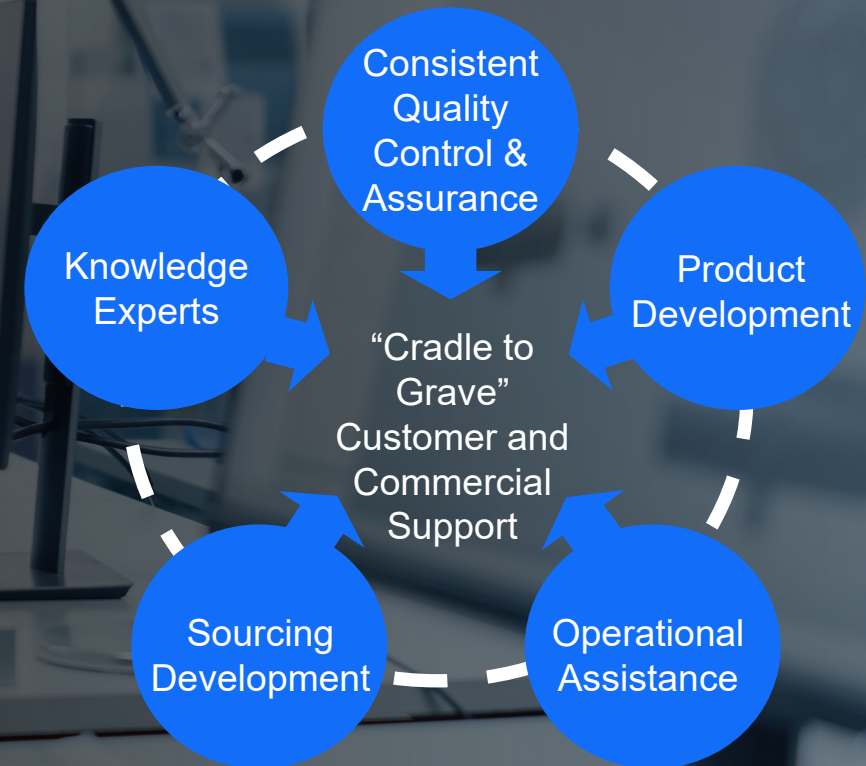 Consistent
Quality
Control &
Assurance
Knowledge
Experts
Product
Development
“Cradle to
Grave”
Customer and
Commercial
Support
Sourcing
Development
Operational
Assistance